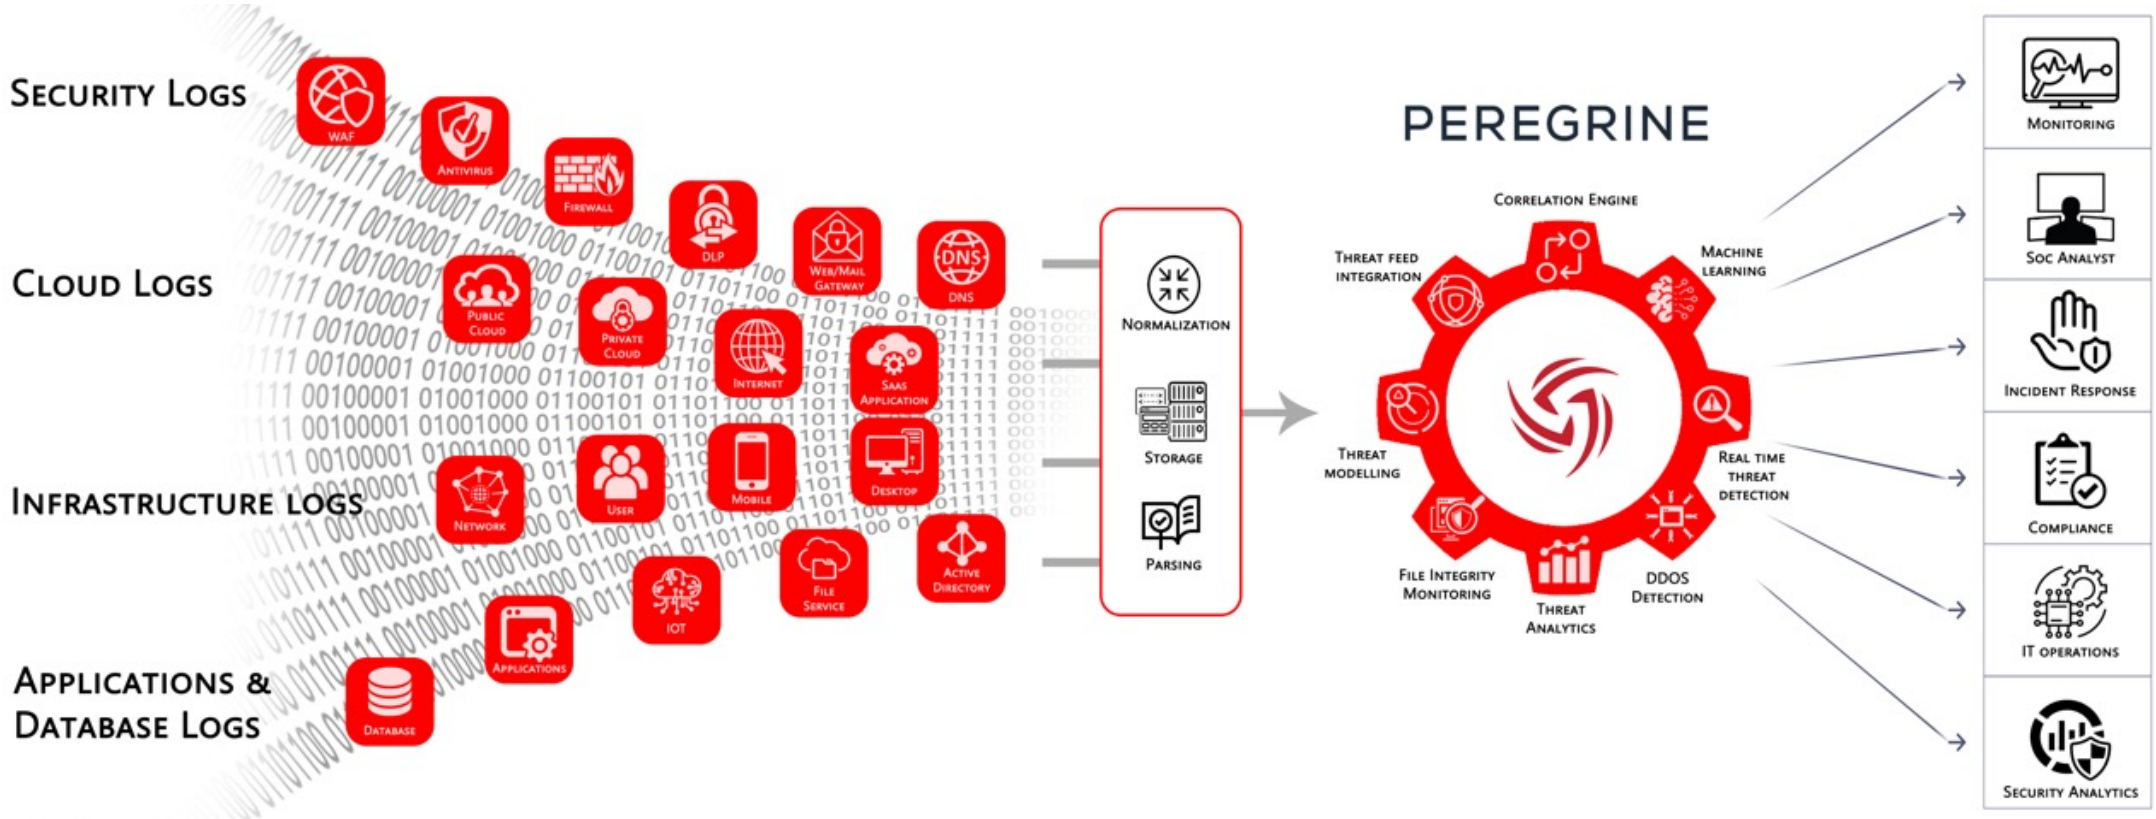 SECURITY LOGS
WAF
ANTIVIRUS
FIREWALL
DLP
WEB/MAIL
GATEWAY
DNS
DNS
CLOUD LOGS
PUBLIC
CLOUD
PRIVATE
CLOUD
INTERNET
SAAS
APPLICATION
INFRASTRUCTURE LOGS
NETWORK
USER
MOBILE
DESKTOP
APPLICATIONS &
DATABASE LOGS
DATABASE
APPLICATIONS
IOT
FILE
SERVICE
ACTIVE
DIRECTORY
NORMALIZATION
STORAGE
PARSING
PEREGRINE
CORRELATION ENGINE
MACHINE
LEARNING
REAL TIME
THREAT
DETECTION
DDOS
DETECTION
THREAT
ANALYTICS
FILE INTEGRITY
MONITORING
THREAT
MODELLING
THREAT FEED
INTEGRATION
MONITORING
SOC ANALYST
INCIDENT RESPONSE
COMPLIANCE
IT OPERATIONS
SECURITY ANALYTICS